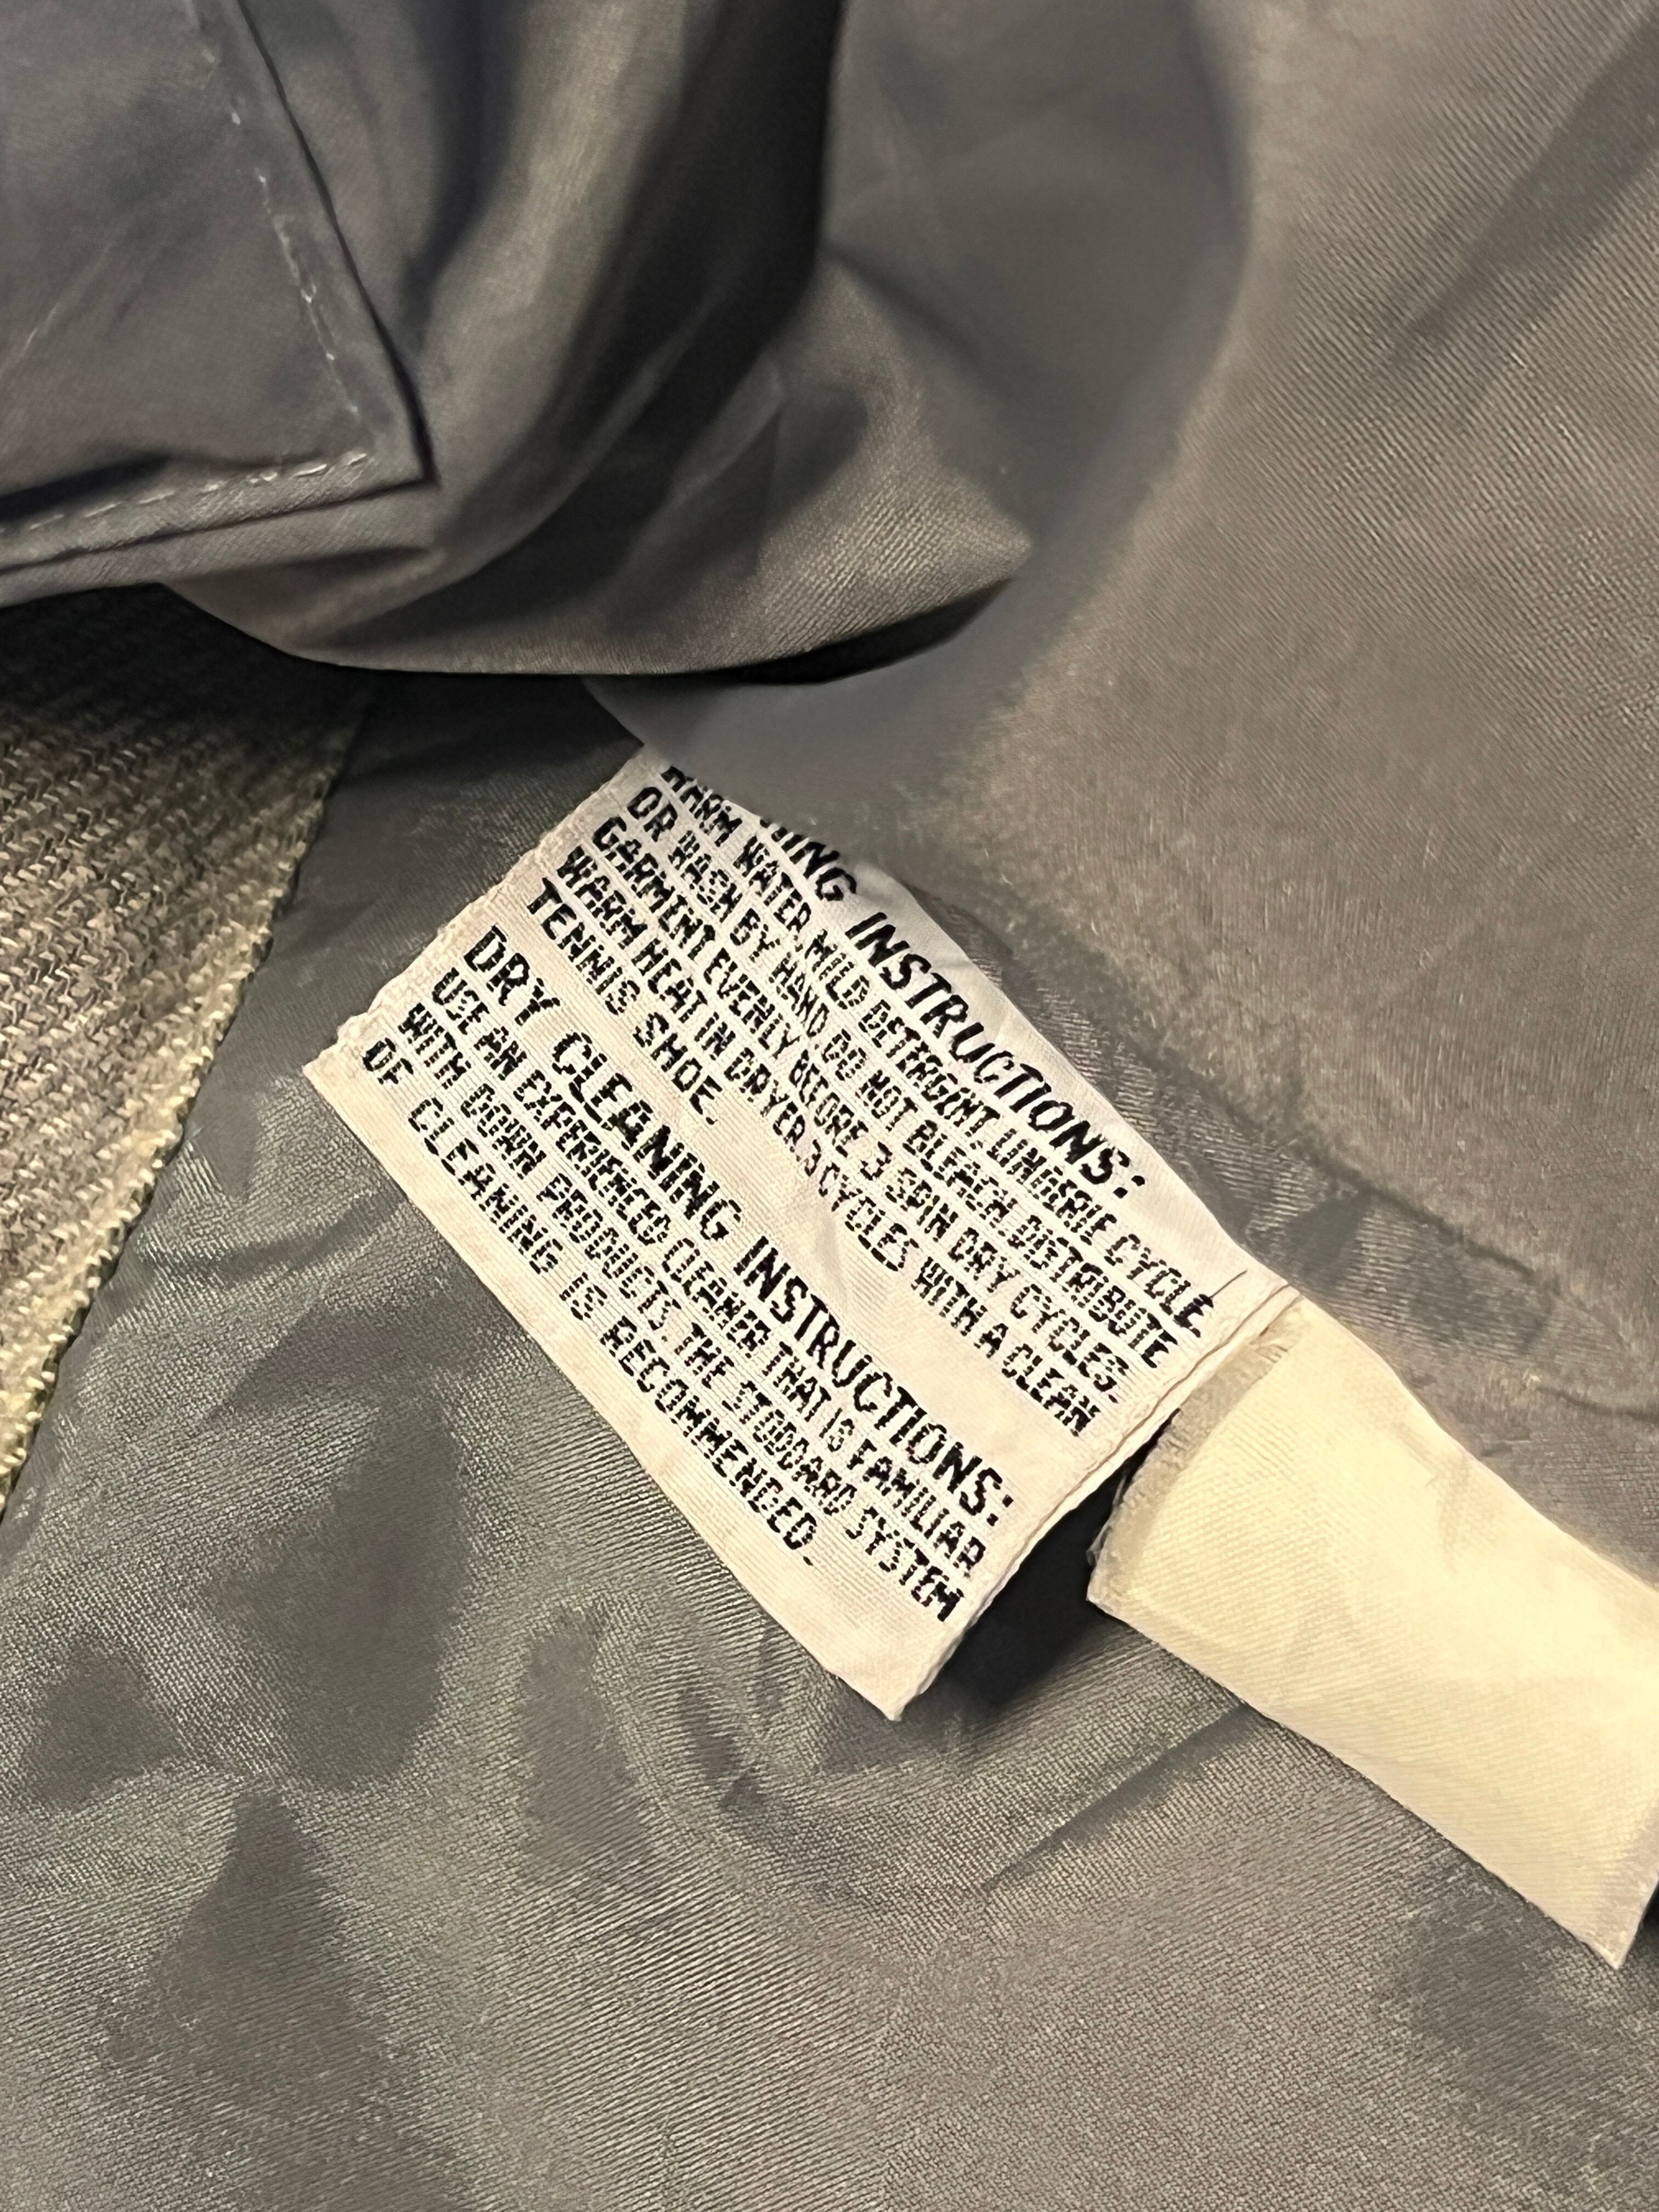 INSTRUCTIONS:
WARM WATER, MILD DETERGENT, LINGERIE CYCLE
OR WASH BY HAND. DO NOT BLEACH. DISTRIBUTE
GARMENT EVENLY BEFORE 3 SPIN DRY CYCLES.
WARM HEAT IN DRYER. 3 CYCLES WITH A CLEAN
TENNIS SHOE.
DRY CLEANING INSTRUCTIONS:
USE AN EXPERIENCED CLEANER THAT IS FAMILIAR
WITH DOWN PRODUCTS. THE STODDARD SYSTEM
OF CLEANING IS RECOMMENDED.